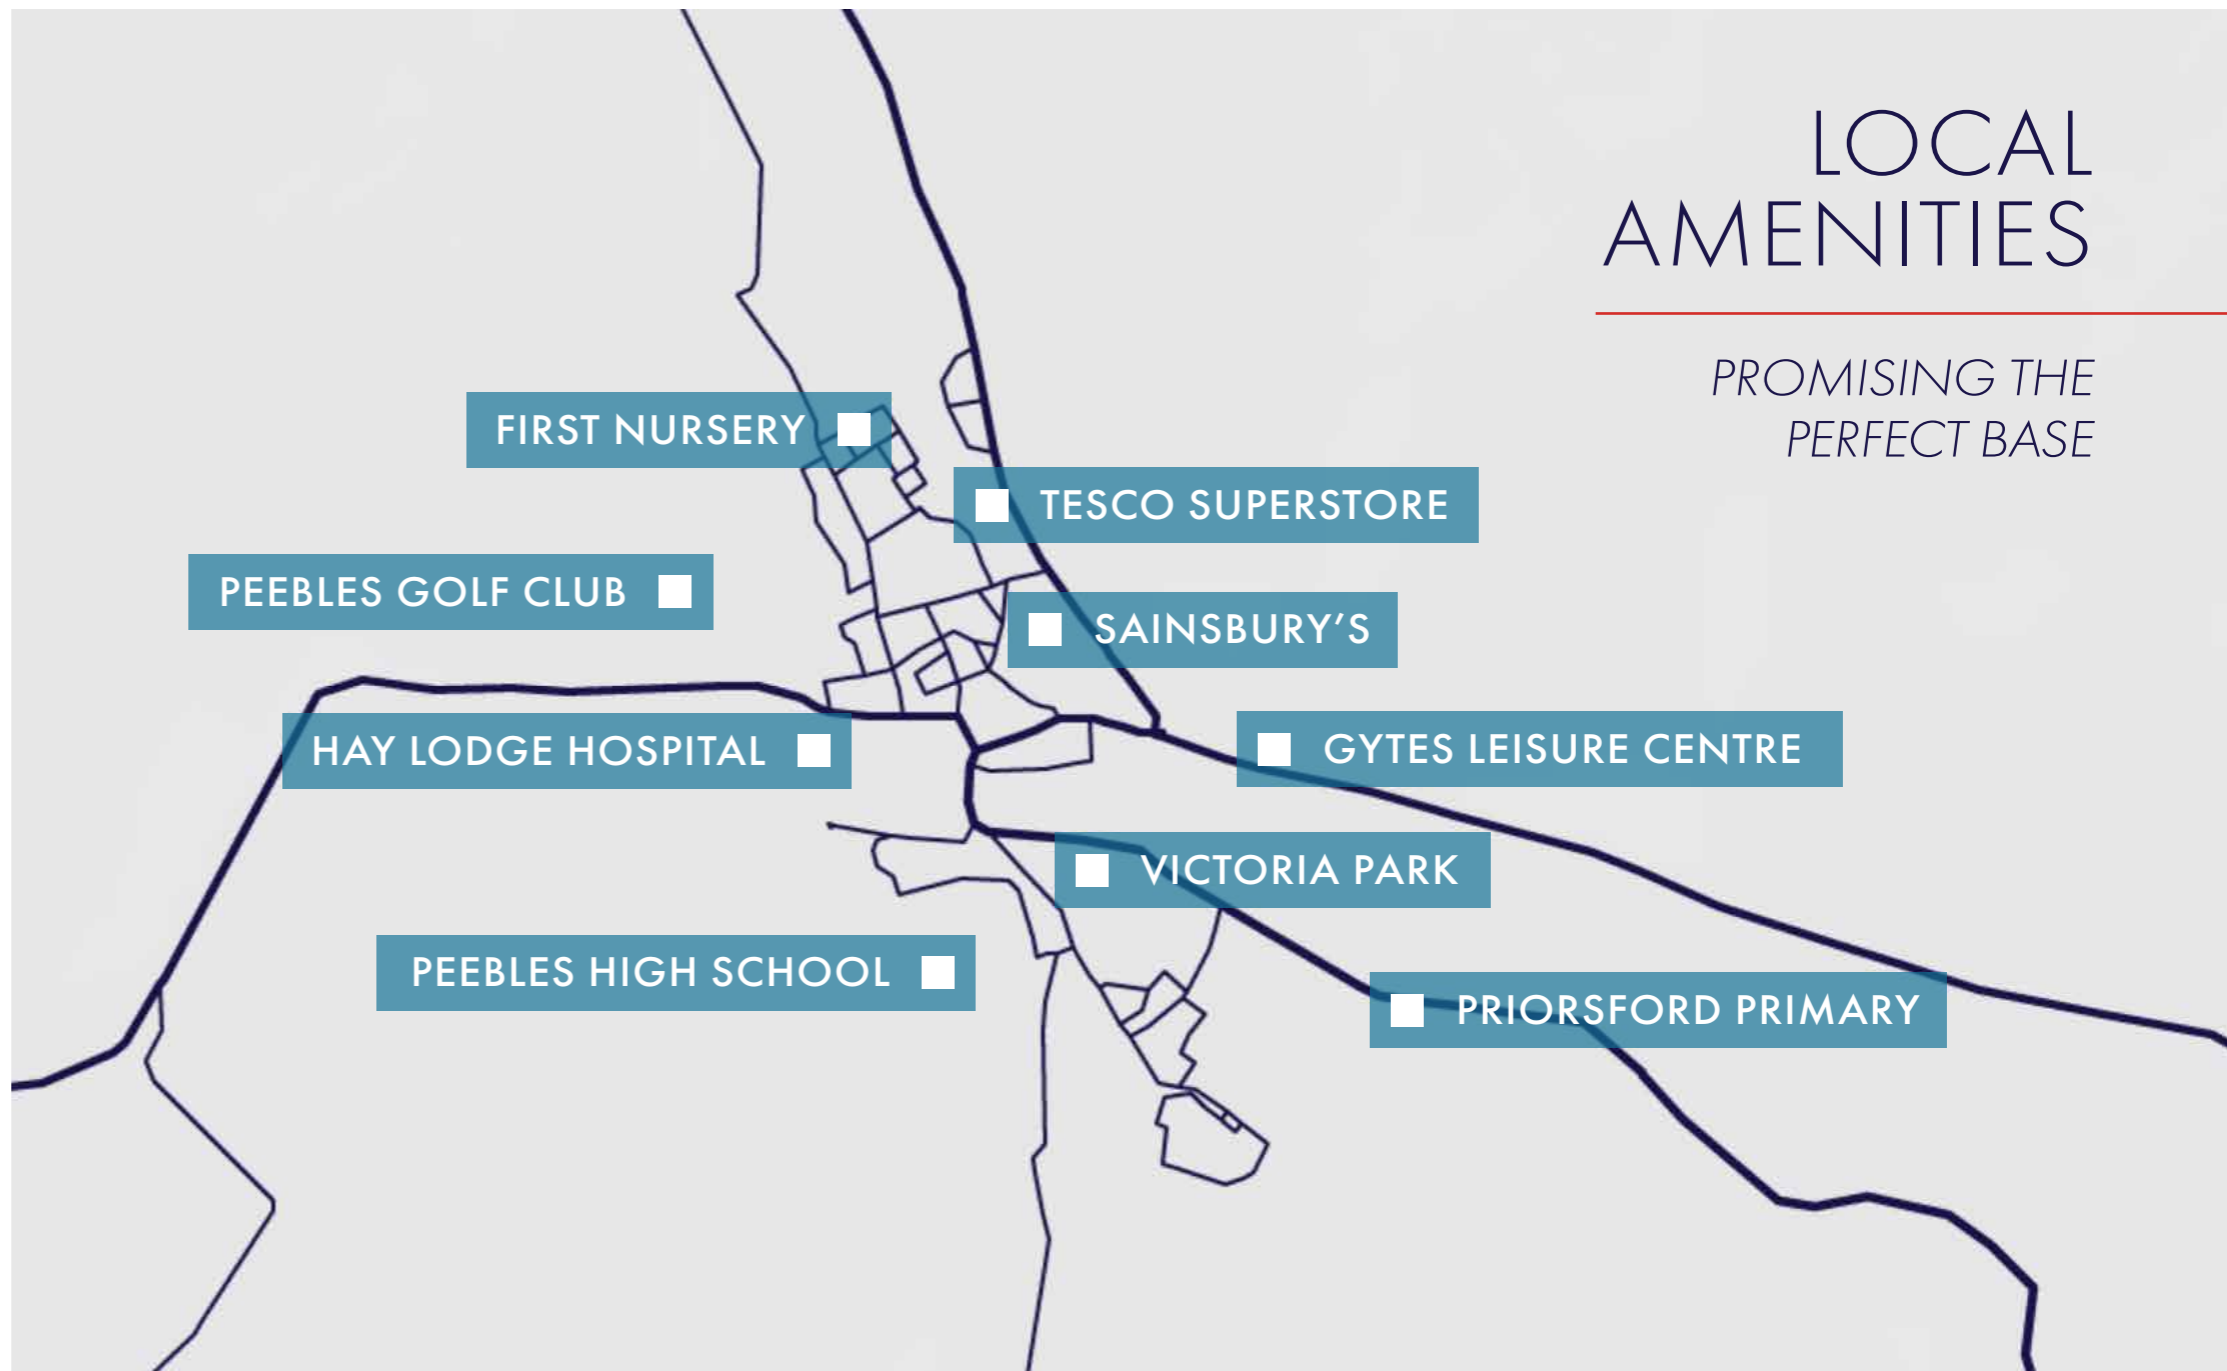 LOCAL
AMENITIES
PROMISING THE
PERFECT BASE
FIRST NURSERY
TESCO SUPERSTORE
PEEBLES GOLF CLUB
SAINSBURY’S
HAY LODGE HOSPITAL
GYTES LEISURE CENTRE
VICTORIA PARK
PEEBLES HIGH SCHOOL
PRIORSFORD PRIMARY